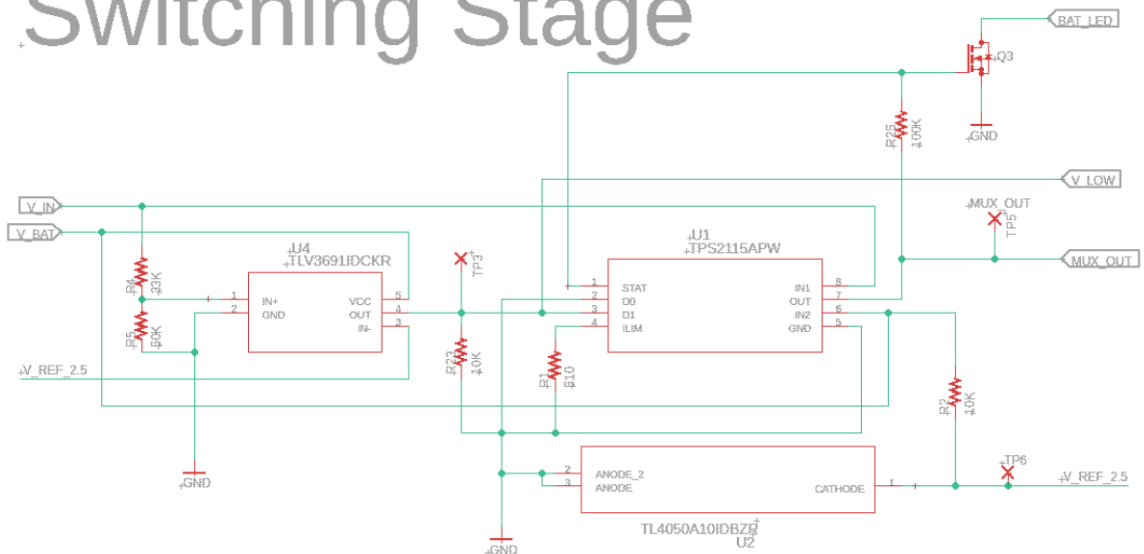 Switching Stage
BAT_LED
Q3
GND
R25
100K
V_LOW
V_IN
V_BAT
MUX_OUT
TP5
MUX_OUT
U4
TLV3691IDCKR
TP3
U1
TPS2115APW
R4
33K
1 IN+ VCC 5
2 GND OUT 4
IN- 3
1 STAT IN1 8
2 D0 OUT 7
3 D1 IN2 6
4 ILIM GND 5
R5
50K
V_REF_2.5
R23
10K
R1
510
R2
10K
GND
2 ANODE_2
3 ANODE
CATHODE 1
TP6
V_REF_2.5
TL4050A10IDBZR
U2
GND